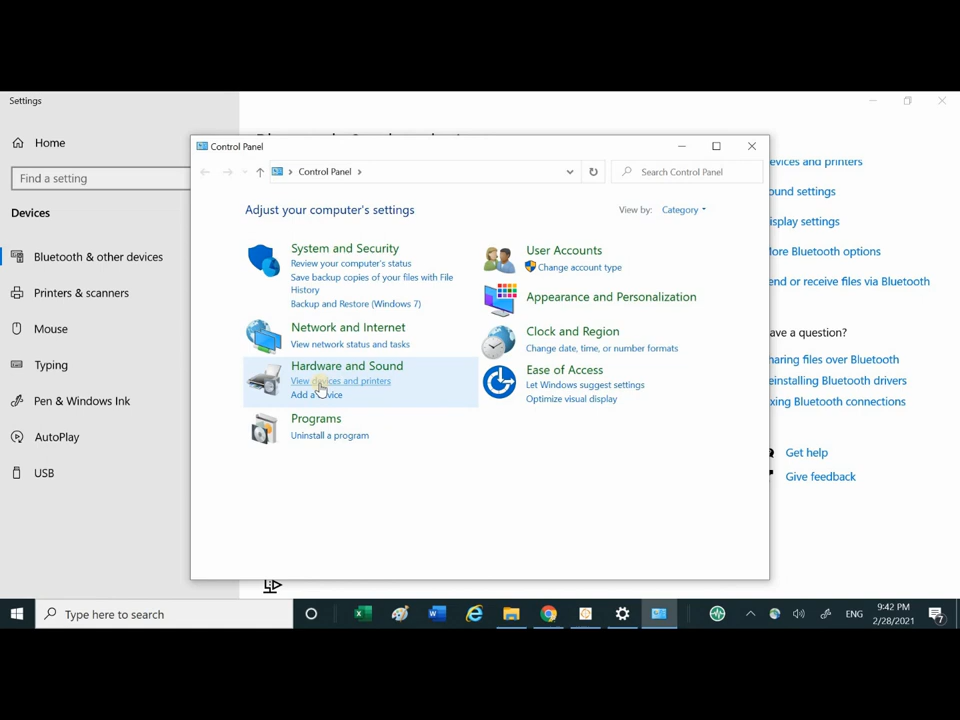 Settings
Home
Find a setting
Devices
Bluetooth & other devices
Printers & scanners
Mouse
Typing
Pen & Windows Ink
AutoPlay
USB
Control Panel
Control Panel
Search Control Panel
Adjust your computer's settings
View by: Category
System and Security
Review your computer's status
Save backup copies of your files with File
History
Backup and Restore (Windows 7)
Network and Internet
View network status and tasks
Hardware and Sound
View devices and printers
Add a device
Programs
Uninstall a program
User Accounts
Change account type
Appearance and Personalization
Clock and Region
Change date, time, or number formats
Ease of Access
Let Windows suggest settings
Optimize visual display
evices and printers
ound settings
isplay settings
ore Bluetooth options
end or receive files via Bluetooth
ave a question?
haring files over Bluetooth
einstalling Bluetooth drivers
xing Bluetooth connections
Get help
Give feedback
Type here to search
ENG
9:42 PM
2/28/2021
7